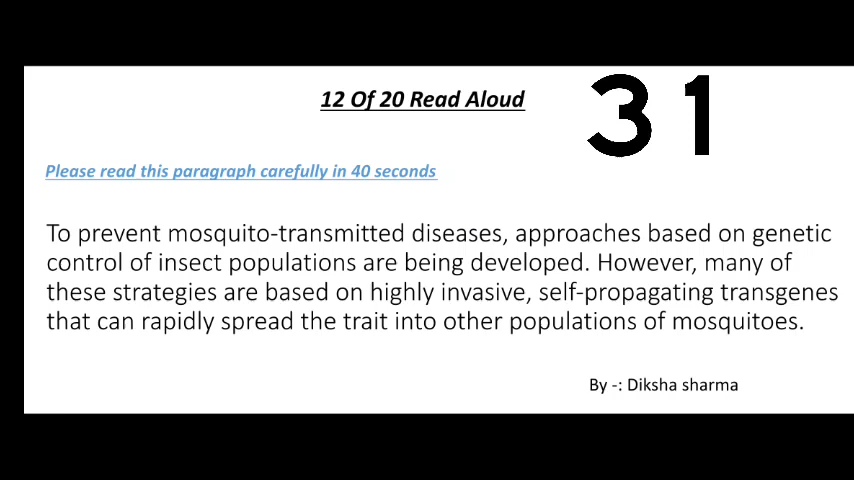 12 Of 20 Read Aloud
31
Please read this paragraph carefully in 40 seconds
To prevent mosquito-transmitted diseases, approaches based on genetic
control of insect populations are being developed. However, many of
these strategies are based on highly invasive, self-propagating transgenes
that can rapidly spread the trait into other populations of mosquitoes.
By -: Diksha sharma